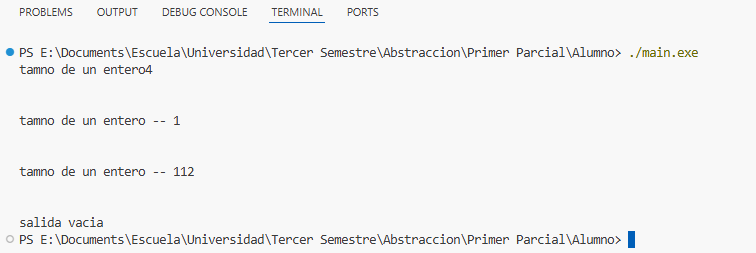 PROBLEMS OUTPUT DEBUG CONSOLE TERMINAL PORTS
PS E:\Documents\Escuela\Universidad\Tercer Semestre\Abstraccion\Primer Parcial\Alumno> ./main.exe
tamno de un entero4
tamno de un entero -- 1
tamno de un entero -- 112
salida vacia
PS E:\Documents\Escuela\Universidad\Tercer Semestre\Abstraccion\Primer Parcial\Alumno>